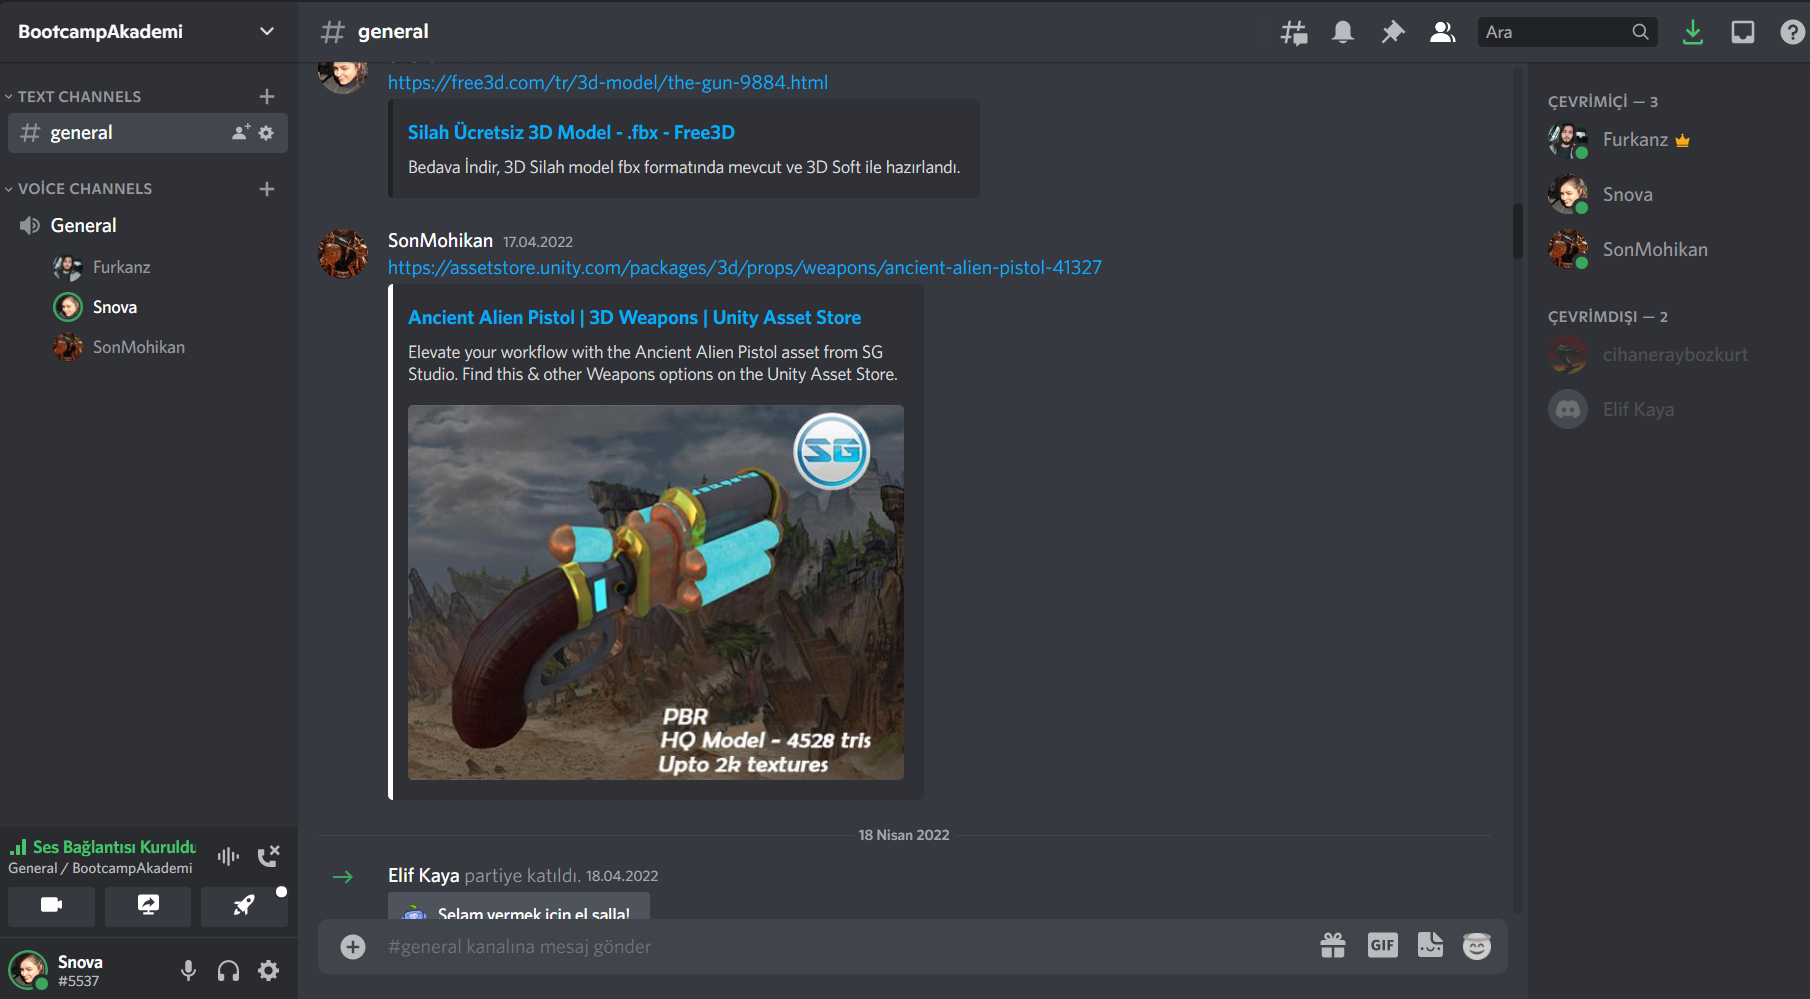 BootcampAkademi
TEXT CHANNELS
general
VOİCE CHANNELS
General
Furkanz
Snova
SonMohikan
Ses Bağlantısı Kuruldu
General / BootcampAkademi
Snova
#5537
general
Ara
https://free3d.com/tr/3d-model/the-gun-9884.html
Silah Ücretsiz 3D Model - .fbx - Free3D
Bedava İndir, 3D Silah model fbx formatında mevcut ve 3D Soft ile hazırlandı.
SonMohikan 17.04.2022
https://assetstore.unity.com/packages/3d/props/weapons/ancient-alien-pistol-41327
Ancient Alien Pistol | 3D Weapons | Unity Asset Store
Elevate your workflow with the Ancient Alien Pistol asset from SG
Studio. Find this & other Weapons options on the Unity Asset Store.
SG
PBR
HQ Model - 4528 tris
Upto 2k textures
18 Nisan 2022
Elif Kaya partiye katıldı. 18.04.2022
Selam vermek için el salla!
#general kanalına mesaj gönder
GIF
ÇEVRİMİÇİ — 3
Furkanz
Snova
SonMohikan
ÇEVRİMDIŞI — 2
cihaneraybozkurt
Elif Kaya